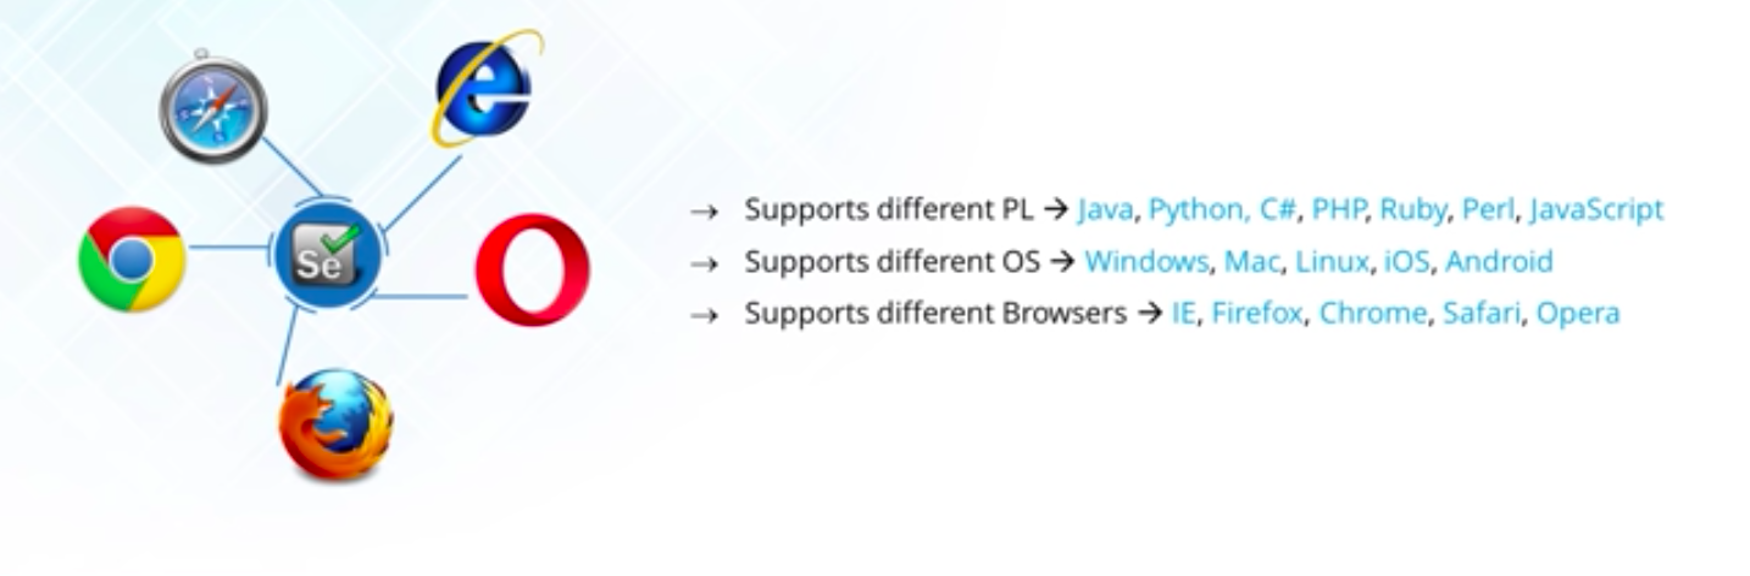 Se
→ Supports different PL → Java, Python, C#, PHP, Ruby, Perl, JavaScript
→ Supports different OS → Windows, Mac, Linux, iOS, Android
→ Supports different Browsers → IE, Firefox, Chrome, Safari, Opera